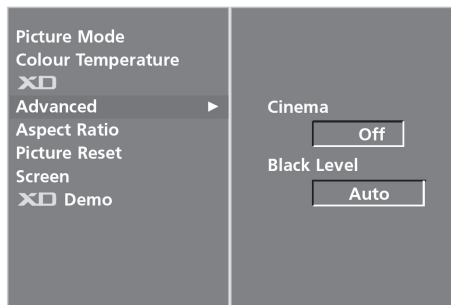 Picture Mode
Colour Temperature
XD
Advanced ►
Aspect Ratio
Picture Reset
Screen
XD Demo
Cinema
Off
Black Level
Auto